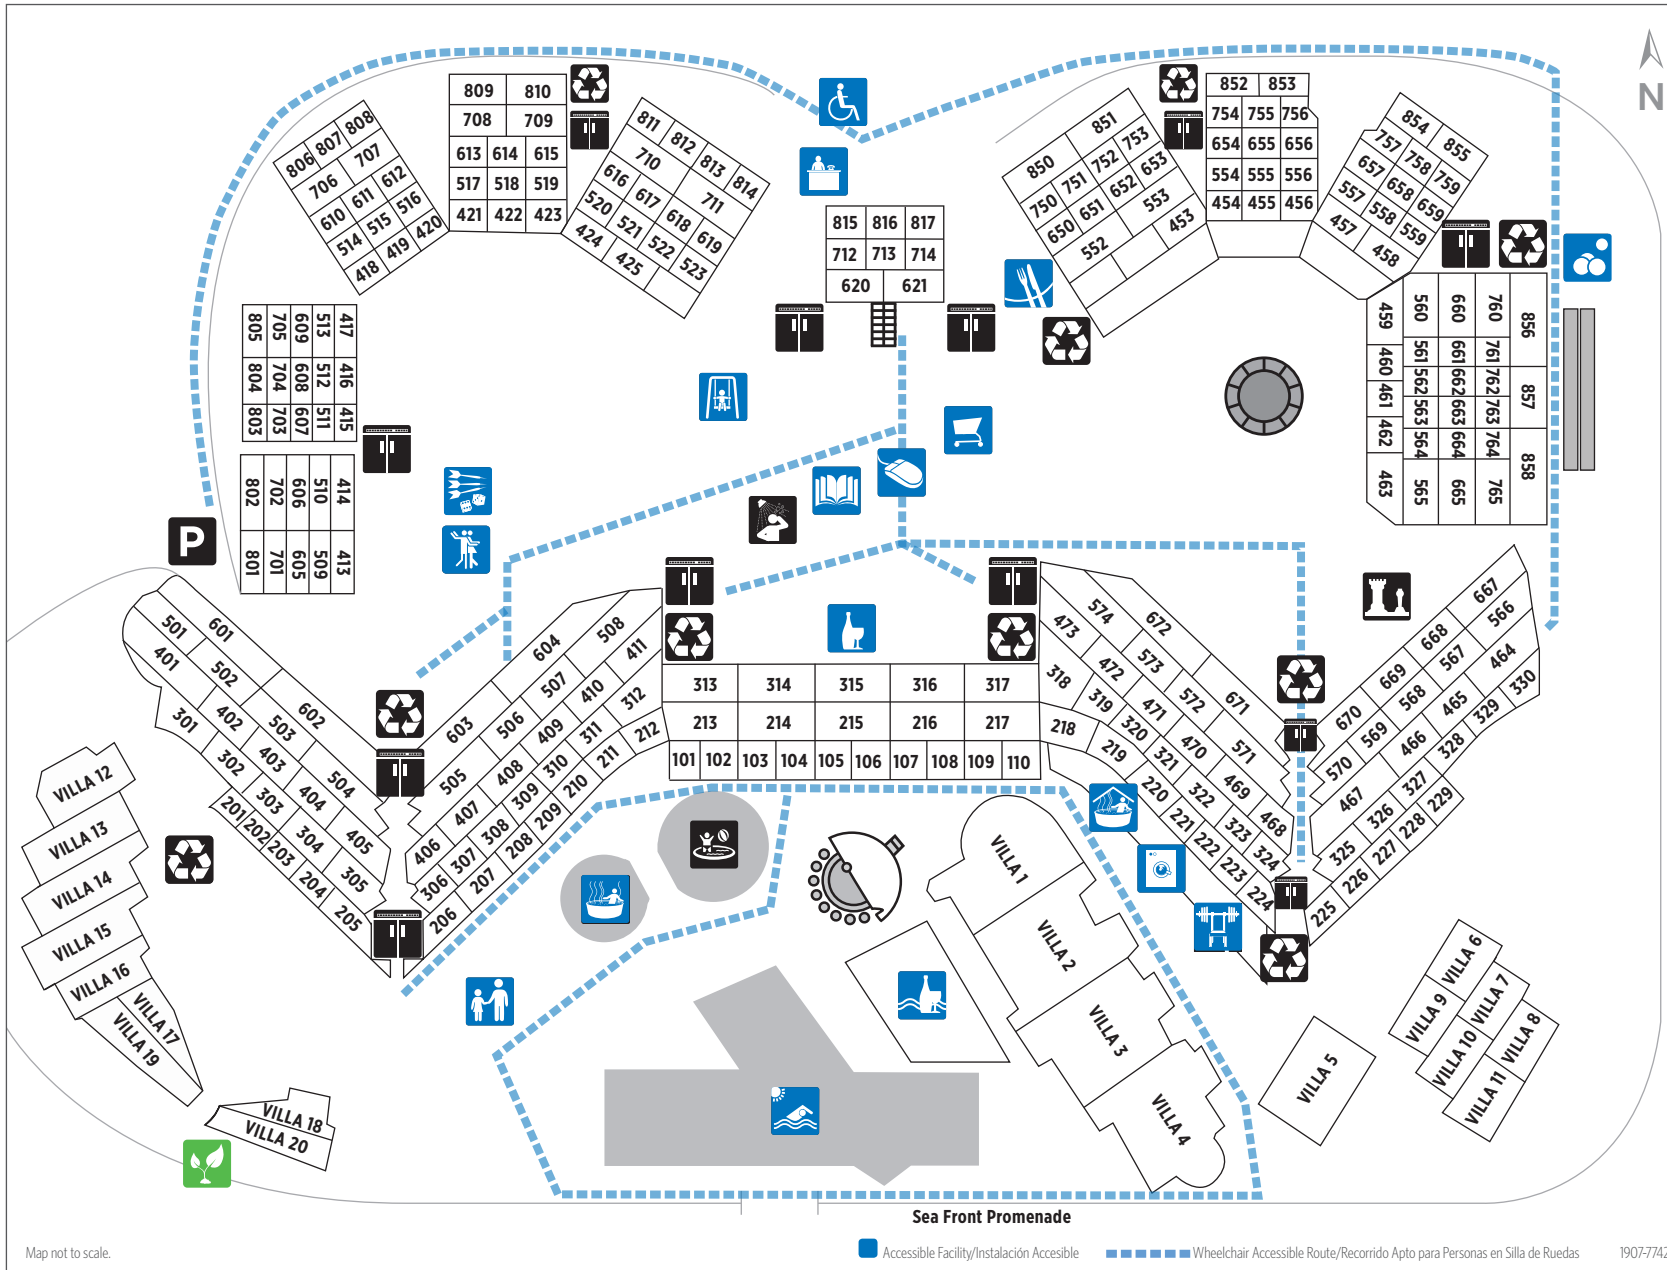 N
809 810
708 709
613 614 615
517 518 519
421 422 423
806 807 808
706 707
610 611 612
514 515 516
418 419 420
811 812 813 814
710 711
616 617 618 619
520 521 522 523
424 425
815 816 817
712 713 714
620 621
850 851
750 751 752 753
650 651 652 653
552 553
453
852 853
754 755 756
654 655 656
554 555 556
454 455 456
854 855
757 758 759
657 658 659
557 558 559
457 458
459 560 660 760 856
460 561 661 761
461 562 662 762 857
563 663 763
462 564 664 764 858
463 565 665 765
805 705 609 513 417
804 704 608 512 416
803 703 607 511 415
802 702 606 510 414
801 701 605 509 413
P
601 602
501 502 503 504
401 402 403 404 405
301 302 303 304 305
201 202 203 204 205
603 604
505 506 507 508
406 407 408 409 410 411
306 307 308 309 310 311 312
206 207 208 209 210 211 212
313 314 315 316 317
213 214 215 216 217
101 102 103 104 105 106 107 108 109 110
672 671
574 573 572 571
473 472 471 470 469 468
318 319 320 321 322 323 324
218 219 220 221 222 223 224
670 669 668 667
570 569 568 567 566
467 466 465 464
325 326 327 328 329 330
225 226 227 228 229
VILLA 12
VILLA 13
VILLA 14
VILLA 15
VILLA 16
VILLA 17
VILLA 19
VILLA 18
VILLA 20
VILLA 1
VILLA 2
VILLA 3
VILLA 4
VILLA 5
VILLA 6
VILLA 7
VILLA 8
VILLA 9
VILLA 10
VILLA 11
Sea Front Promenade
Map not to scale.
Accessible Facility/Instalación Accesible
Wheelchair Accessible Route/Recorrido Apto para Personas en Silla de Ruedas
1907-7742